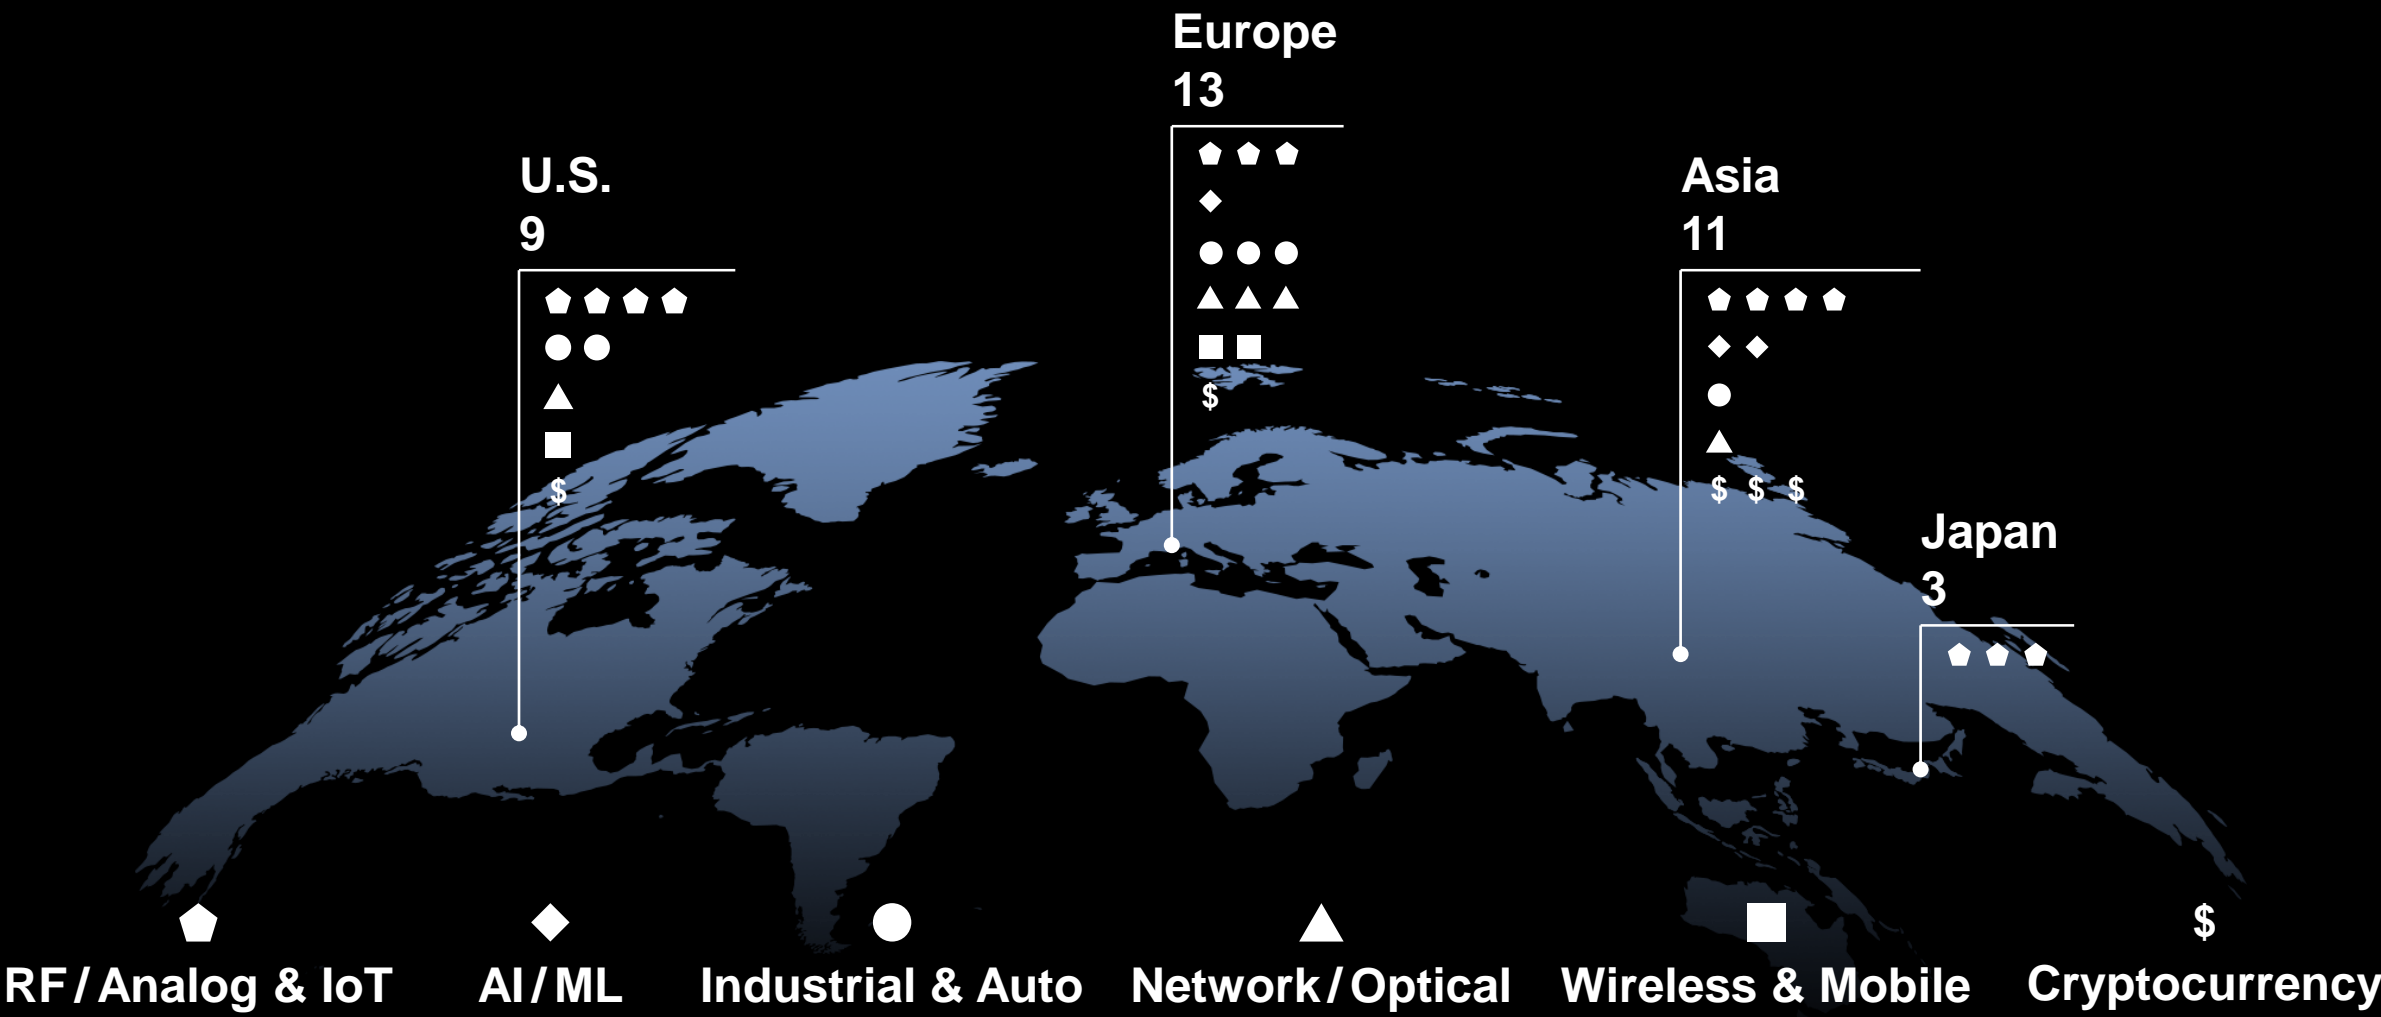 Europe
13
U.S.
9
Asia
11
$
$
$ $ $
Japan
3
$
RF/Analog & IoT
AI/ML
Industrial & Auto
Network/Optical
Wireless & Mobile
Cryptocurrency